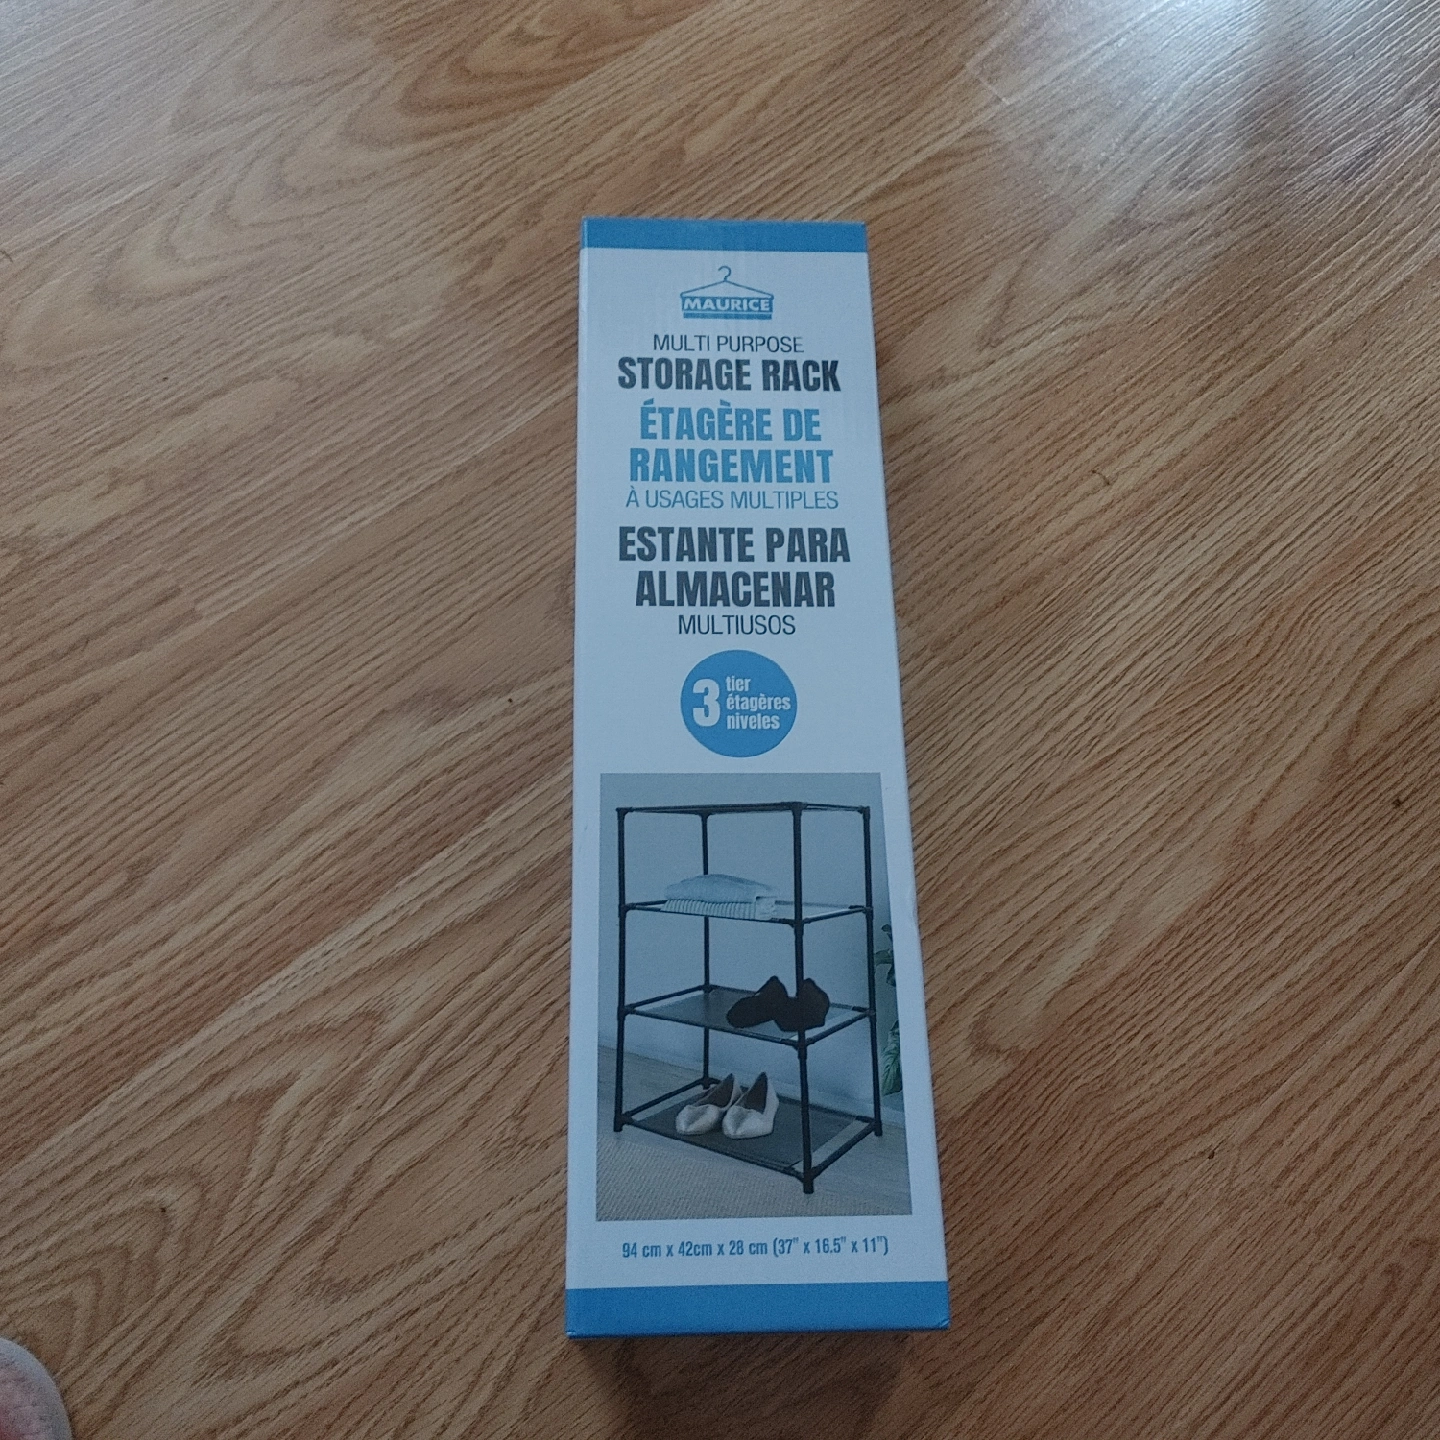 MAURICE
MULTI PURPOSE
STORAGE RACK
ÉTAGÈRE DE
RANGEMENT
À USAGES MULTIPLES
ESTANTE PARA
ALMACENAR
MULTIUSOS
3 tier
étagères
niveles
94 cm x 42cm x 28 cm (37" x 16.5" x 11")